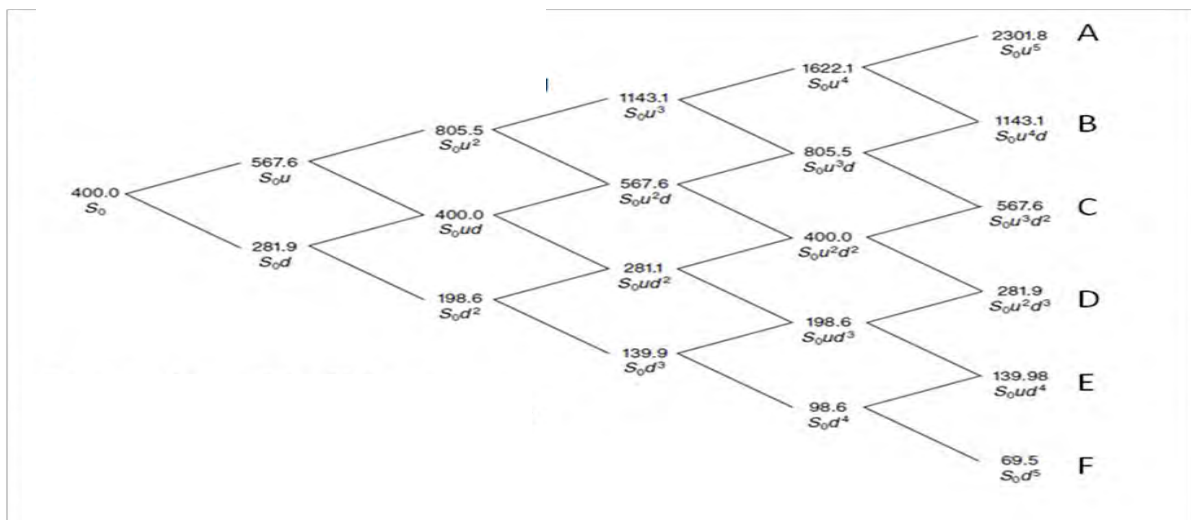 400.0
S₀
567.6
S₀u
281.9
S₀d
805.5
S₀u²
400.0
S₀ud
198.6
S₀d²
1143.1
S₀u³
567.6
S₀u²d
281.1
S₀ud²
139.9
S₀d³
1622.1
S₀u⁴
805.5
S₀u³d
400.0
S₀u²d²
198.6
S₀ud³
98.6
S₀d⁴
2301.8 A
S₀u⁵
1143.1 B
S₀u⁴d
567.6 C
S₀u³d²
281.9 D
S₀u²d³
139.98 E
S₀ud⁴
69.5 F
S₀d⁵